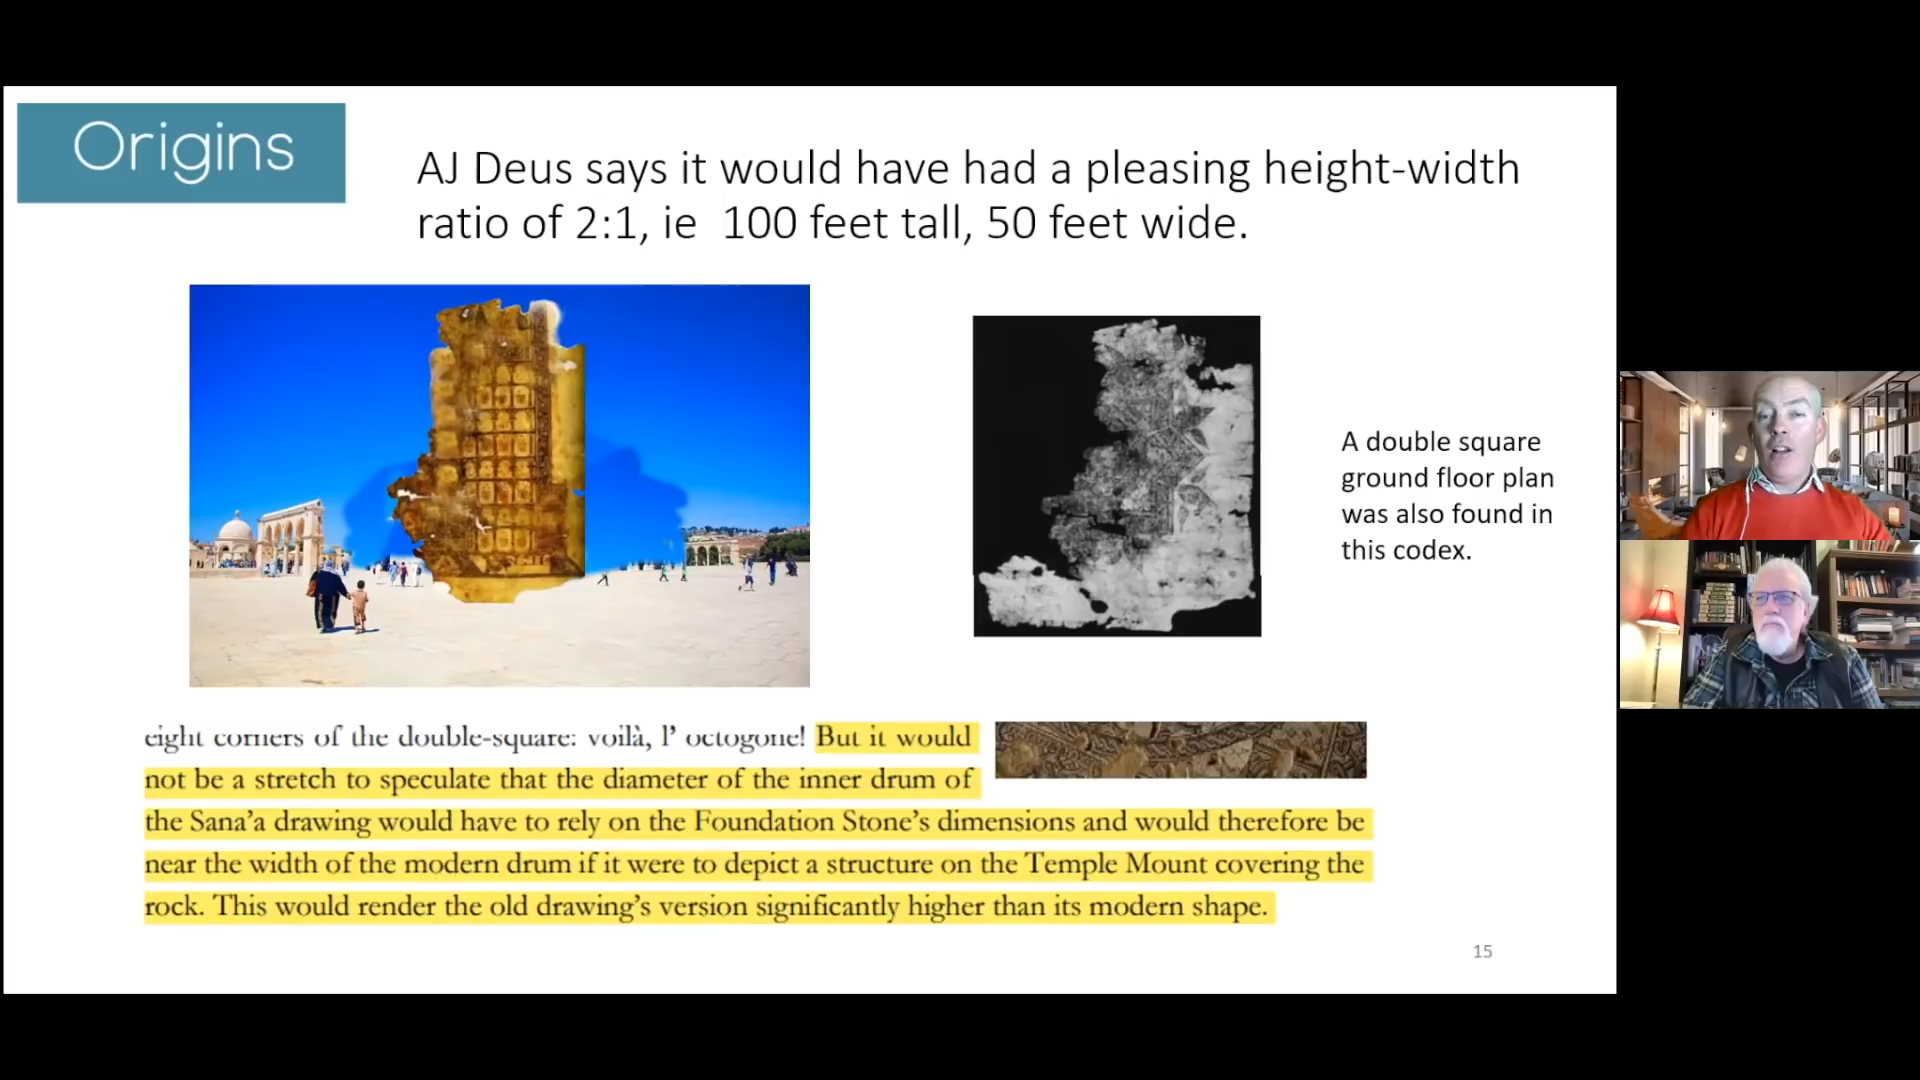 Origins
AJ Deus says it would have had a pleasing height-width
ratio of 2:1, ie 100 feet tall, 50 feet wide.
A double square
ground floor plan
was also found in
this codex.
eight corners of the double-square: voilà, l’ octogone! But it would
not be a stretch to speculate that the diameter of the inner drum of
the Sana’a drawing would have to rely on the Foundation Stone’s dimensions and would therefore be
near the width of the modern drum if it were to depict a structure on the Temple Mount covering the
rock. This would render the old drawing’s version significantly higher than its modern shape.
15